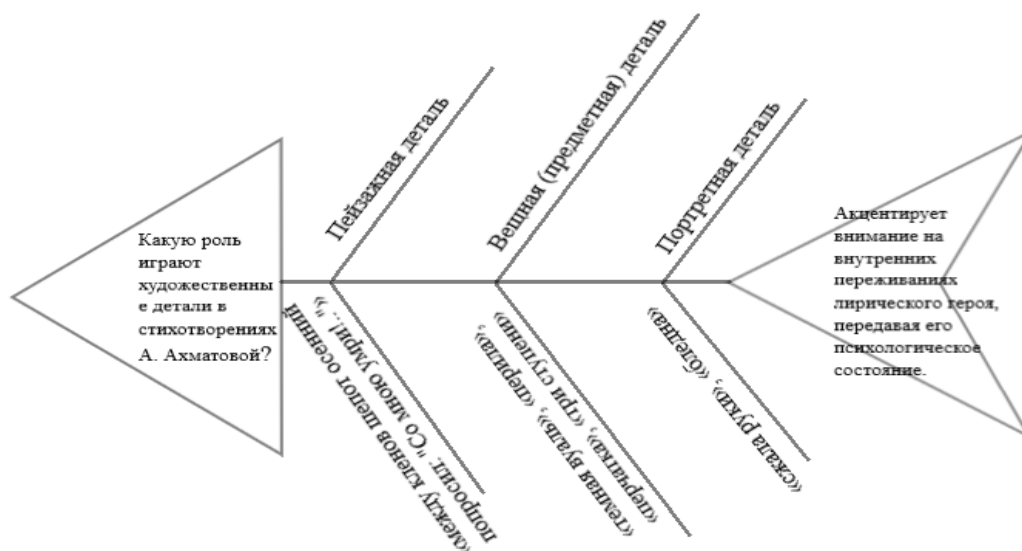 Какую роль
играют
художественны
е детали в
стихотворениях
А. Ахматовой?
Пейзажная деталь
«между кленов шепот осенний
попросил: "Со мною умри!..."»
Вещная (предметная) деталь
«темная вуаль», «перила»,
«перчатка», «три ступени»
Портретная деталь
«сжала руки», «бледна»
Акцентирует
внимание на
внутренних
переживаниях
лирического героя,
передавая его
психологическое
состояние.